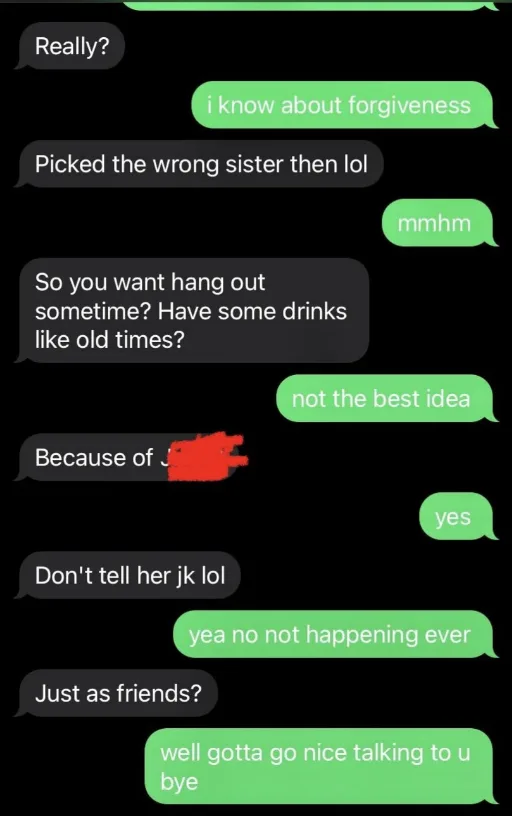 Really?
i know about forgiveness
Picked the wrong sister then lol
mmhm
So you want hang out
sometime? Have some drinks
like old times?
not the best idea
Because of
yes
Don't tell her jk lol
yea no not happening ever
Just as friends?
well gotta go nice talking to u
bye